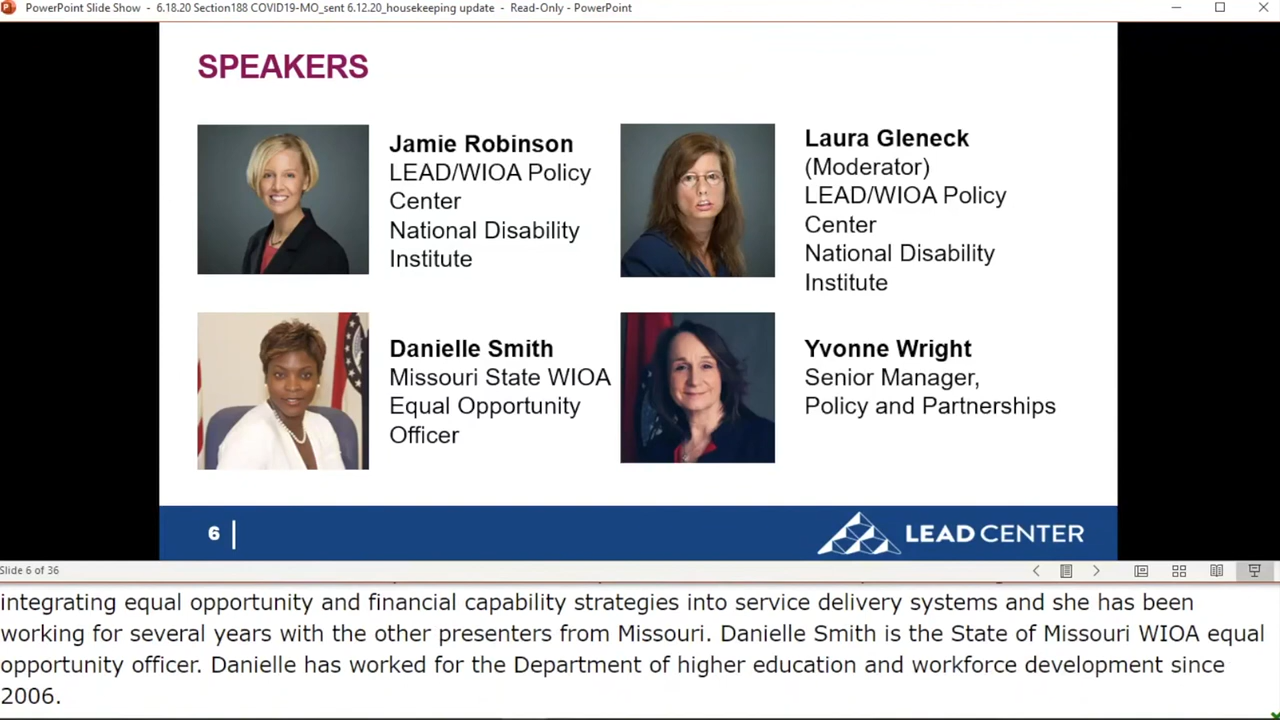 PowerPoint Slide Show - 6.18.20 Section188 COVID19-MO_sent 6.12.20_housekeeping update - Read-Only - PowerPoint
SPEAKERS
Jamie Robinson
LEAD/WIOA Policy
Center
National Disability
Institute
Laura Gleneck
(Moderator)
LEAD/WIOA Policy
Center
National Disability
Institute
Danielle Smith
Missouri State WIOA
Equal Opportunity
Officer
Yvonne Wright
Senior Manager,
Policy and Partnerships
6
LEAD CENTER
Slide 6 of 36
integrating equal opportunity and financial capability strategies into service delivery systems and she has been
working for several years with the other presenters from Missouri. Danielle Smith is the State of Missouri WIOA equal
opportunity officer. Danielle has worked for the Department of higher education and workforce development since
2006.